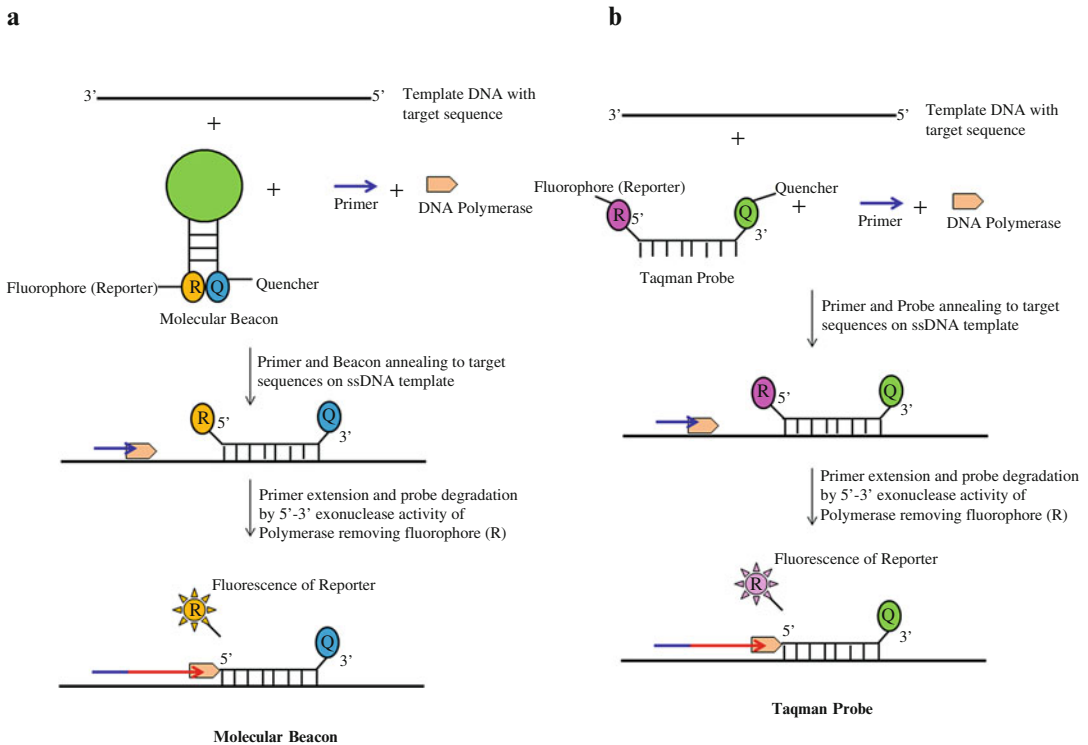 a
3’
5’
Template DNA with
target sequence
+
+
Primer
+
DNA Polymerase
Fluorophore (Reporter)
R
Q
Quencher
Molecular Beacon
Primer and Beacon annealing to target
sequences on ssDNA template
R
5’
Q
3’
Primer extension and probe degradation
by 5’-3’ exonuclease activity of
Polymerase removing fluorophore (R)
Fluorescence of Reporter
R
5’
Q
3’
Molecular Beacon
b
3’
5’
Template DNA with
target sequence
+
Fluorophore (Reporter)
R
5’
Q
3’
Quencher
+
Primer
+
DNA Polymerase
Taqman Probe
Primer and Probe annealing to target
sequences on ssDNA template
R
5’
Q
3’
Primer extension and probe degradation
by 5’-3’ exonuclease activity of
Polymerase removing fluorophore (R)
Fluorescence of Reporter
R
5’
Q
3’
Taqman Probe